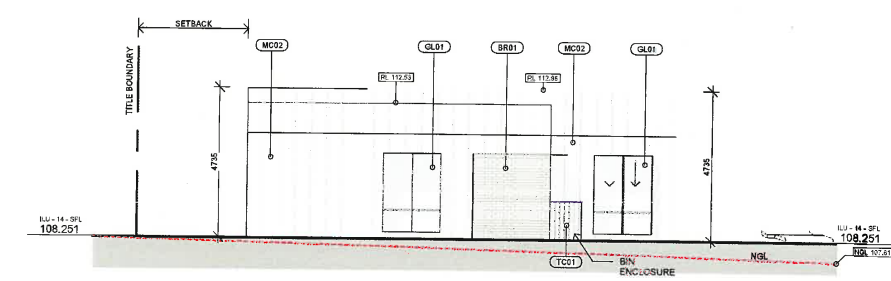 SETBACK
TITLE BOUNDARY
MC02
GL01
BR01
MC02
GL01
RL 112.53
RL 112.98
4735
4735
ILU - 14 - SFL
108.251
ILU - 14 - SFL
108.251
NGL
NGL 107.61
TC01
BIN
ENCLOSURE